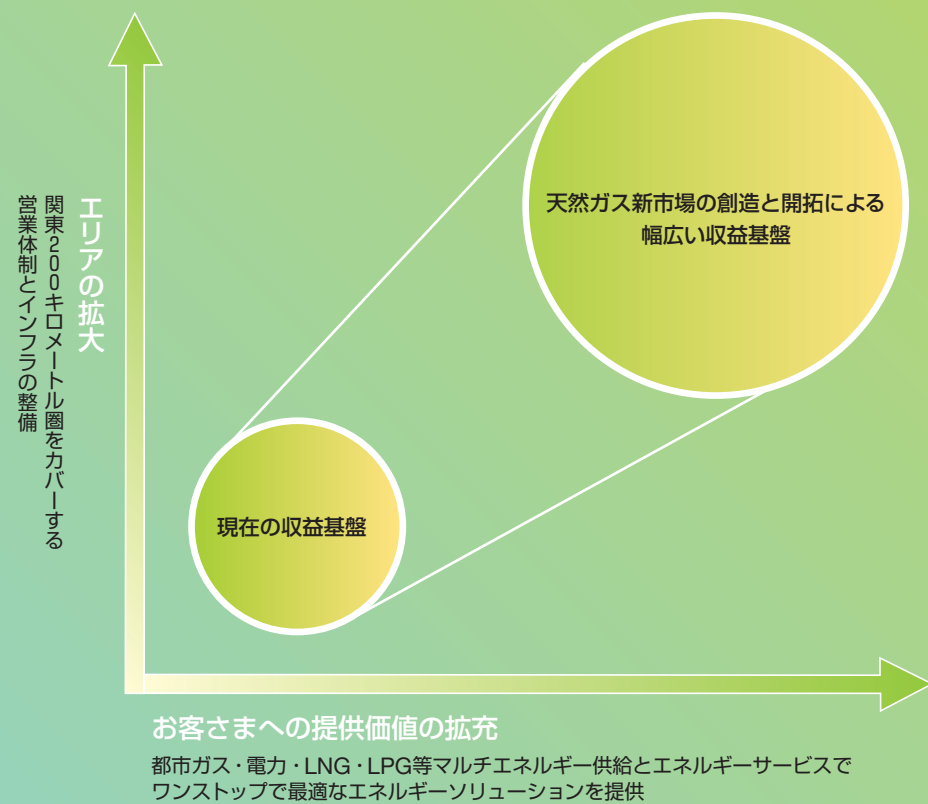 エリアの拡大
関東200キロメートル圏をカバーする
営業体制とインフラの整備
天然ガス新市場の創造と開拓による
幅広い収益基盤
現在の収益基盤
お客さまへの提供価値の拡充
都市ガス・電力・LNG・LPG等マルチエネルギー供給とエネルギーサービスで
ワンストップで最適なエネルギーソリューションを提供